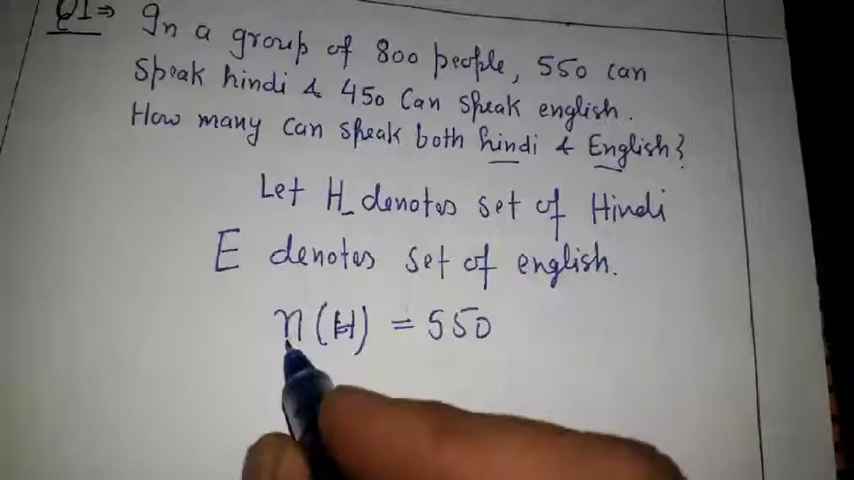 Q1⇒ In a group of 800 people, 550 can
Speak hindi & 450 Can Speak english.
How many can speak both hindi & English?
Let H denotes set of Hindi
E denotes set of english.
n(H) = 550